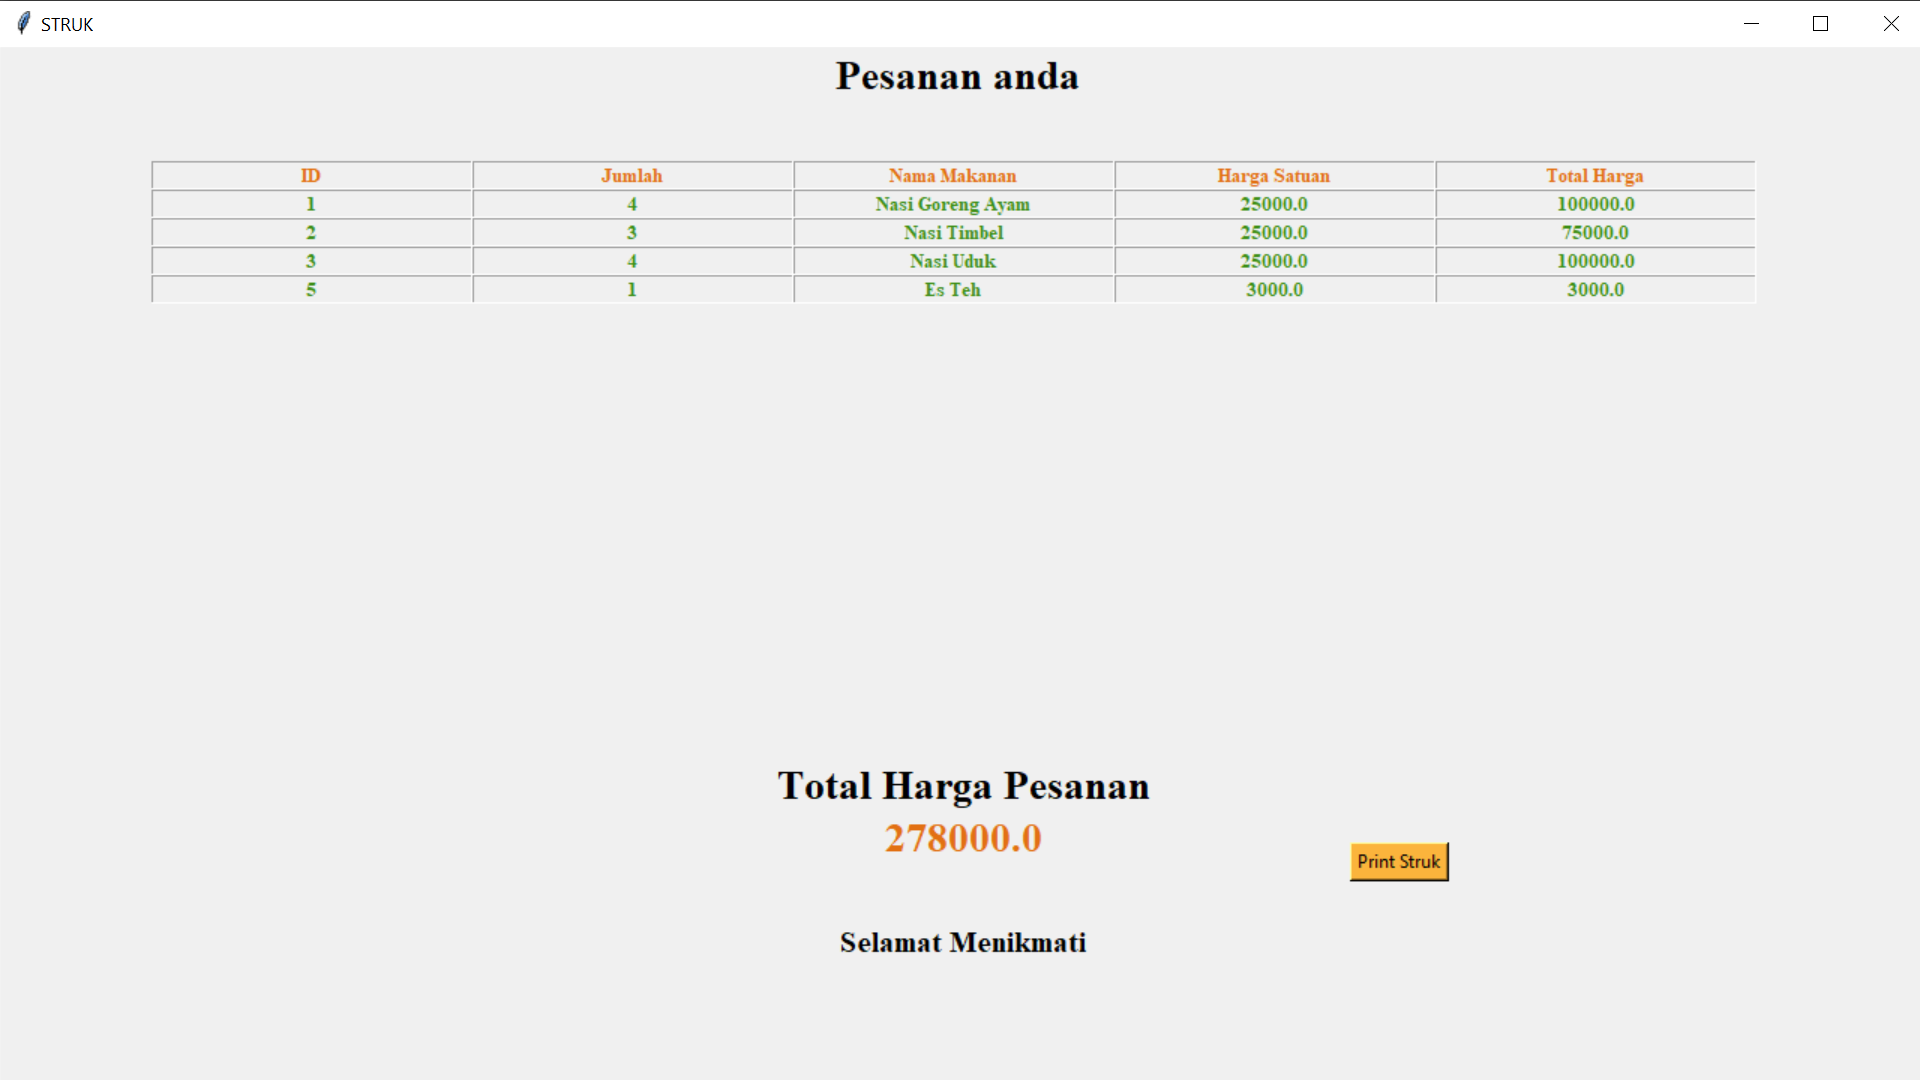 STRUK
Pesanan anda
ID Jumlah Nama Makanan Harga Satuan Total Harga
1 4 Nasi Goreng Ayam 25000.0 100000.0
2 3 Nasi Timbel 25000.0 75000.0
3 4 Nasi Uduk 25000.0 100000.0
5 1 Es Teh 3000.0 3000.0
Total Harga Pesanan
278000.0
Print Struk
Selamat Menikmati